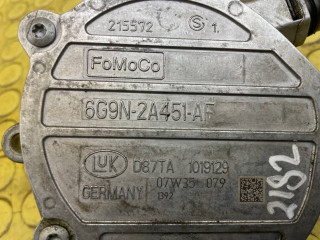 215572 S 1.
FoMoCo
6G9N-2A451-AF
LUK D87TA 1019129
GERMANY 07W35 079
2182